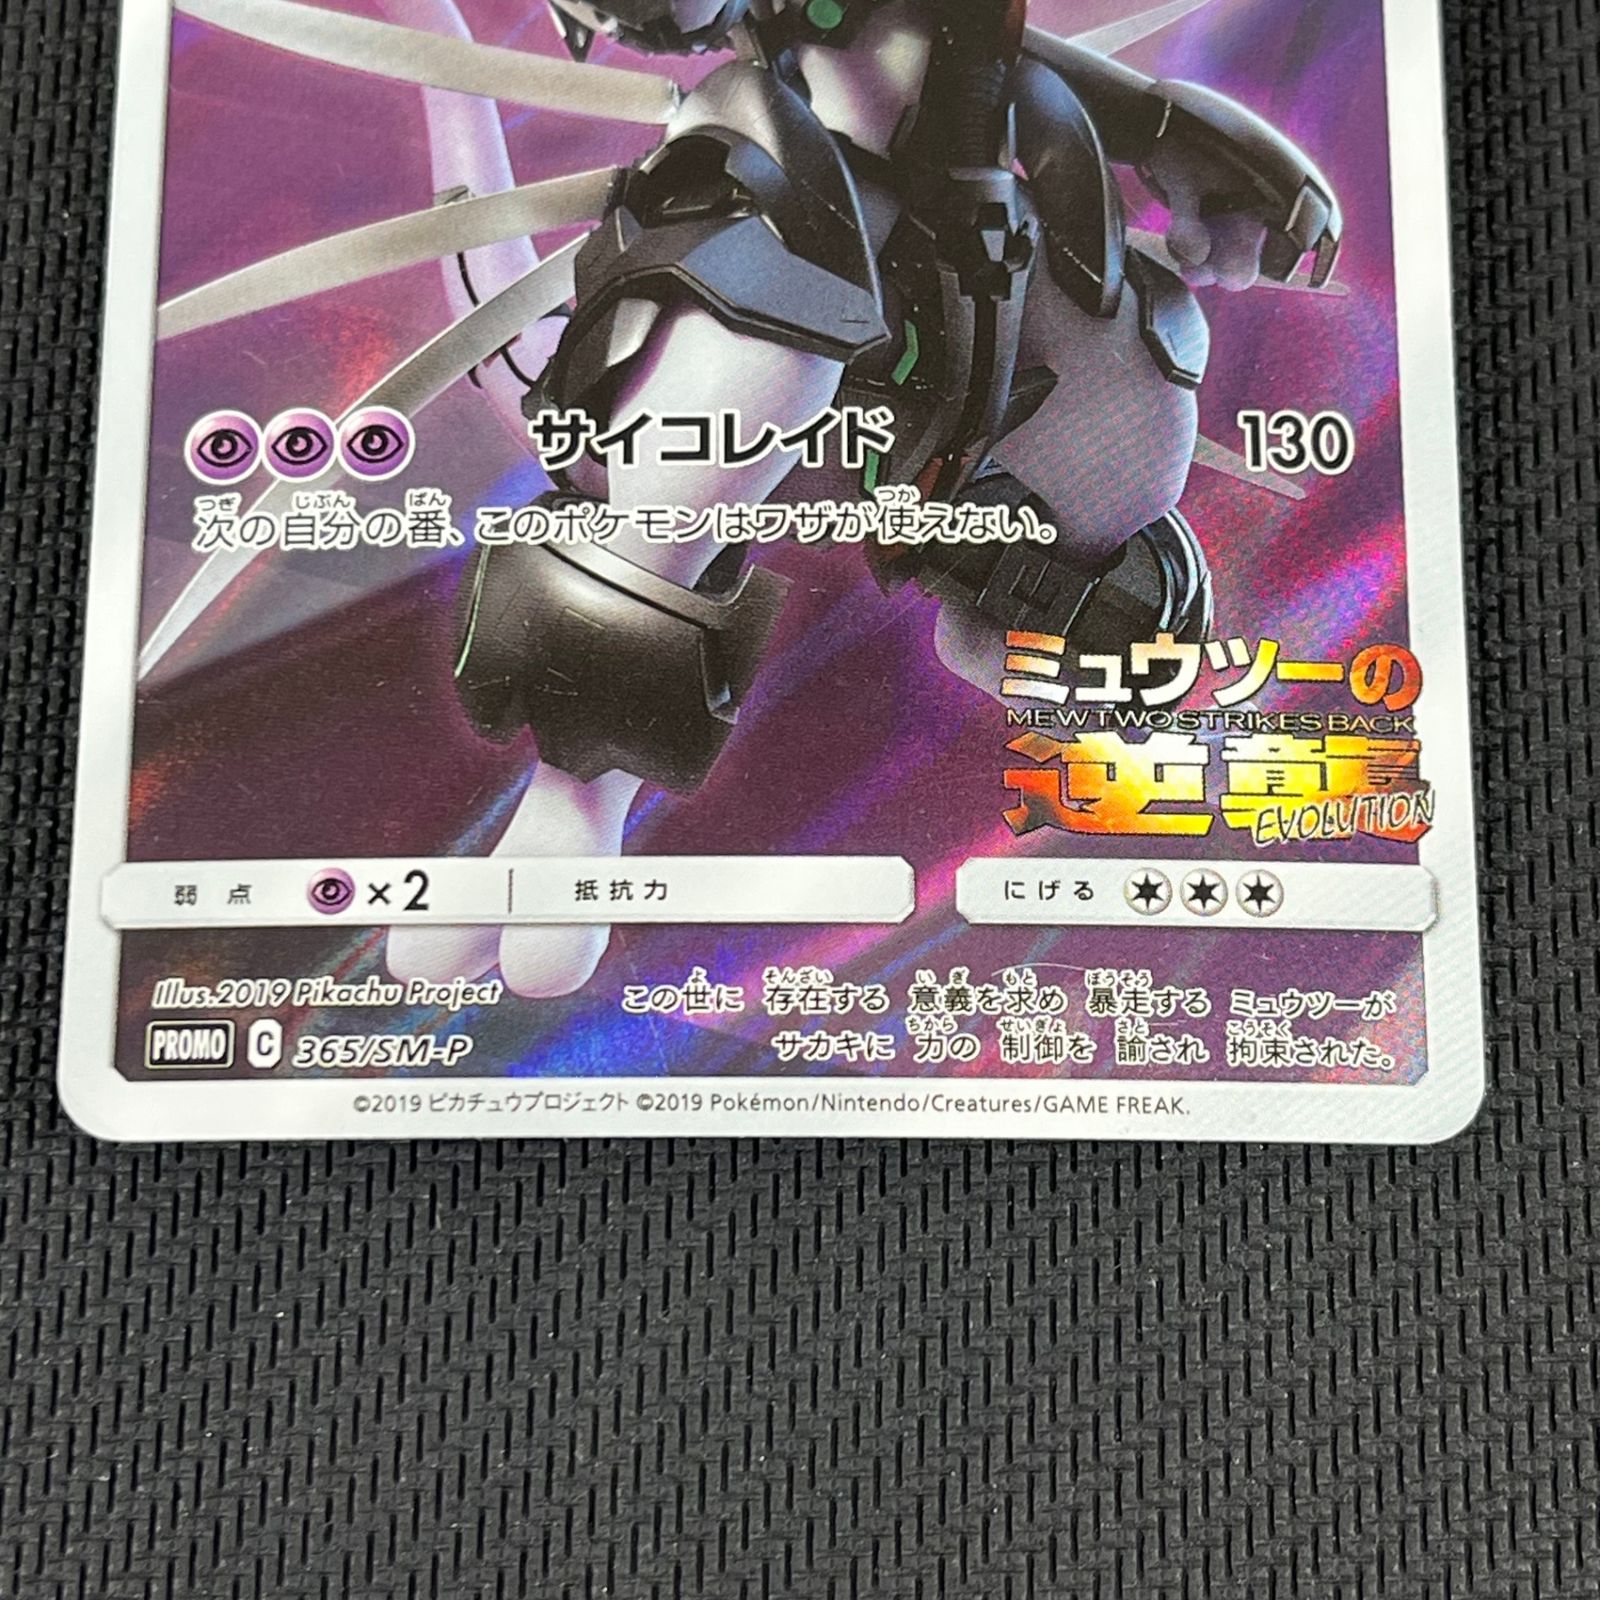 サイコレイド 130
次の自分の番、このポケモンはワザが使えない。
ミュウツーの
MEWTWO STRIKES BACK
逆襲
EVOLUTION
弱点 ×2 抵抗力 にげる
Illus.2019 Pikachu Project
この世に 存在する 意義を求め 暴走する ミュウツーが
サカキに 力の 制御を 諭され 拘束された。
PROMO C 365/SM-P
©2019 ピカチュウプロジェクト ©2019 Pokémon/Nintendo/Creatures/GAME FREAK.